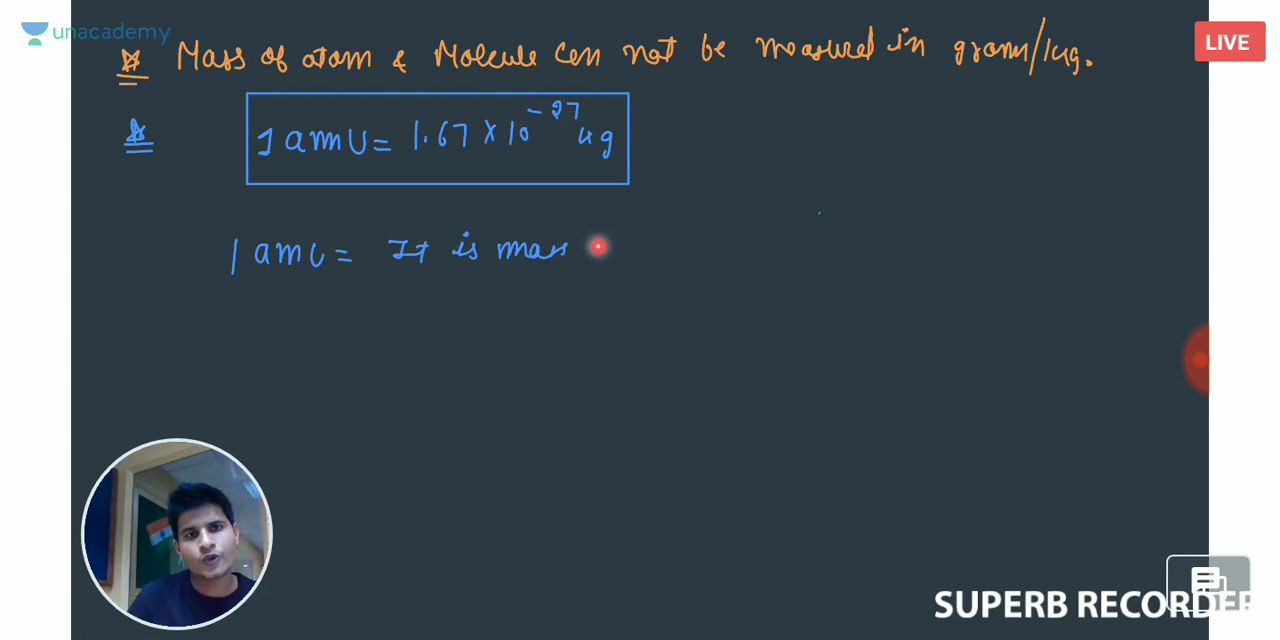 unacademy
LIVE
Mass of atom & Molcule Can not be measured in gram/kg.
1 amU = 1.67 × 10⁻²⁷ kg
1 amU = It is mass
SUPERB RECORDER